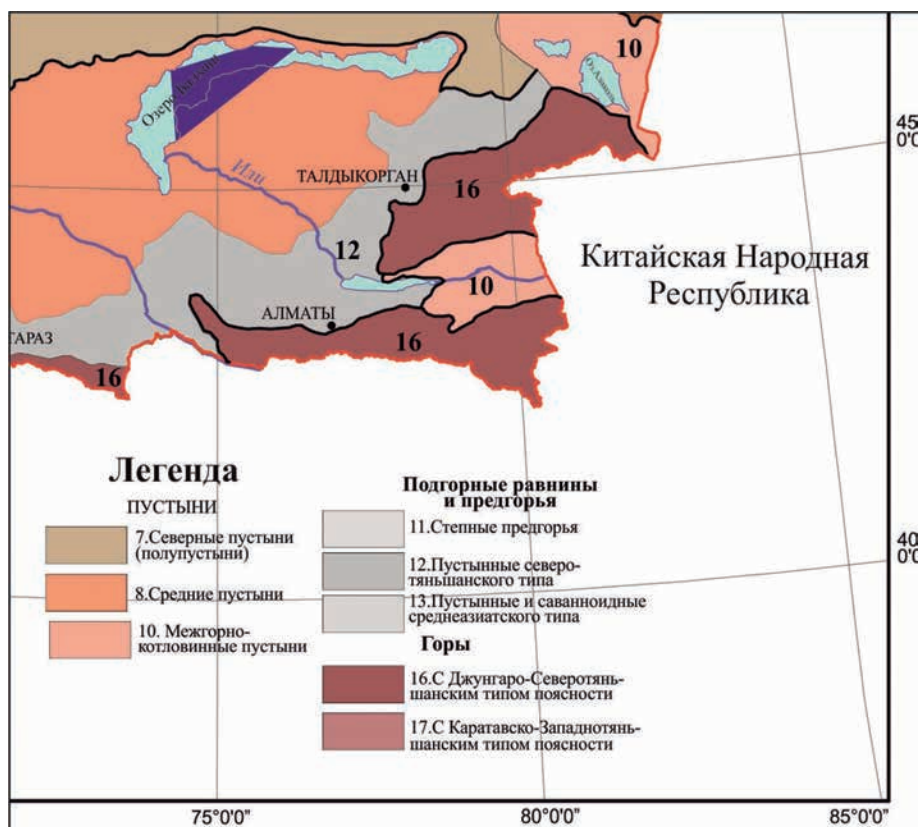 10
Озеро Балхаш
Оз.Алаколь
45°
0'0"
Или
ТАЛДЫКОРГАН
16
12
Китайская Народная
Республика
10
АЛМАТЫ
ТАРАЗ
16
16
Легенда
ПУСТЫНИ
7.Северные пустыни
(полупустыни)
8.Средние пустыни
10. Межгорно-
котловинные пустыни
Подгорные равнины
и предгорья
11.Степные предгорья
12.Пустынные северо-
тяньшанского типа
13.Пустынные и саванноидные
среднеазиатского типа
Горы
16.С Джунгаро-Северотянь-
шанским типом поясности
17.С Каратавско-Западнотянь-
шанским типом поясности
40°
0'0"
75°0'0"
80°0'0"
85°0'0"